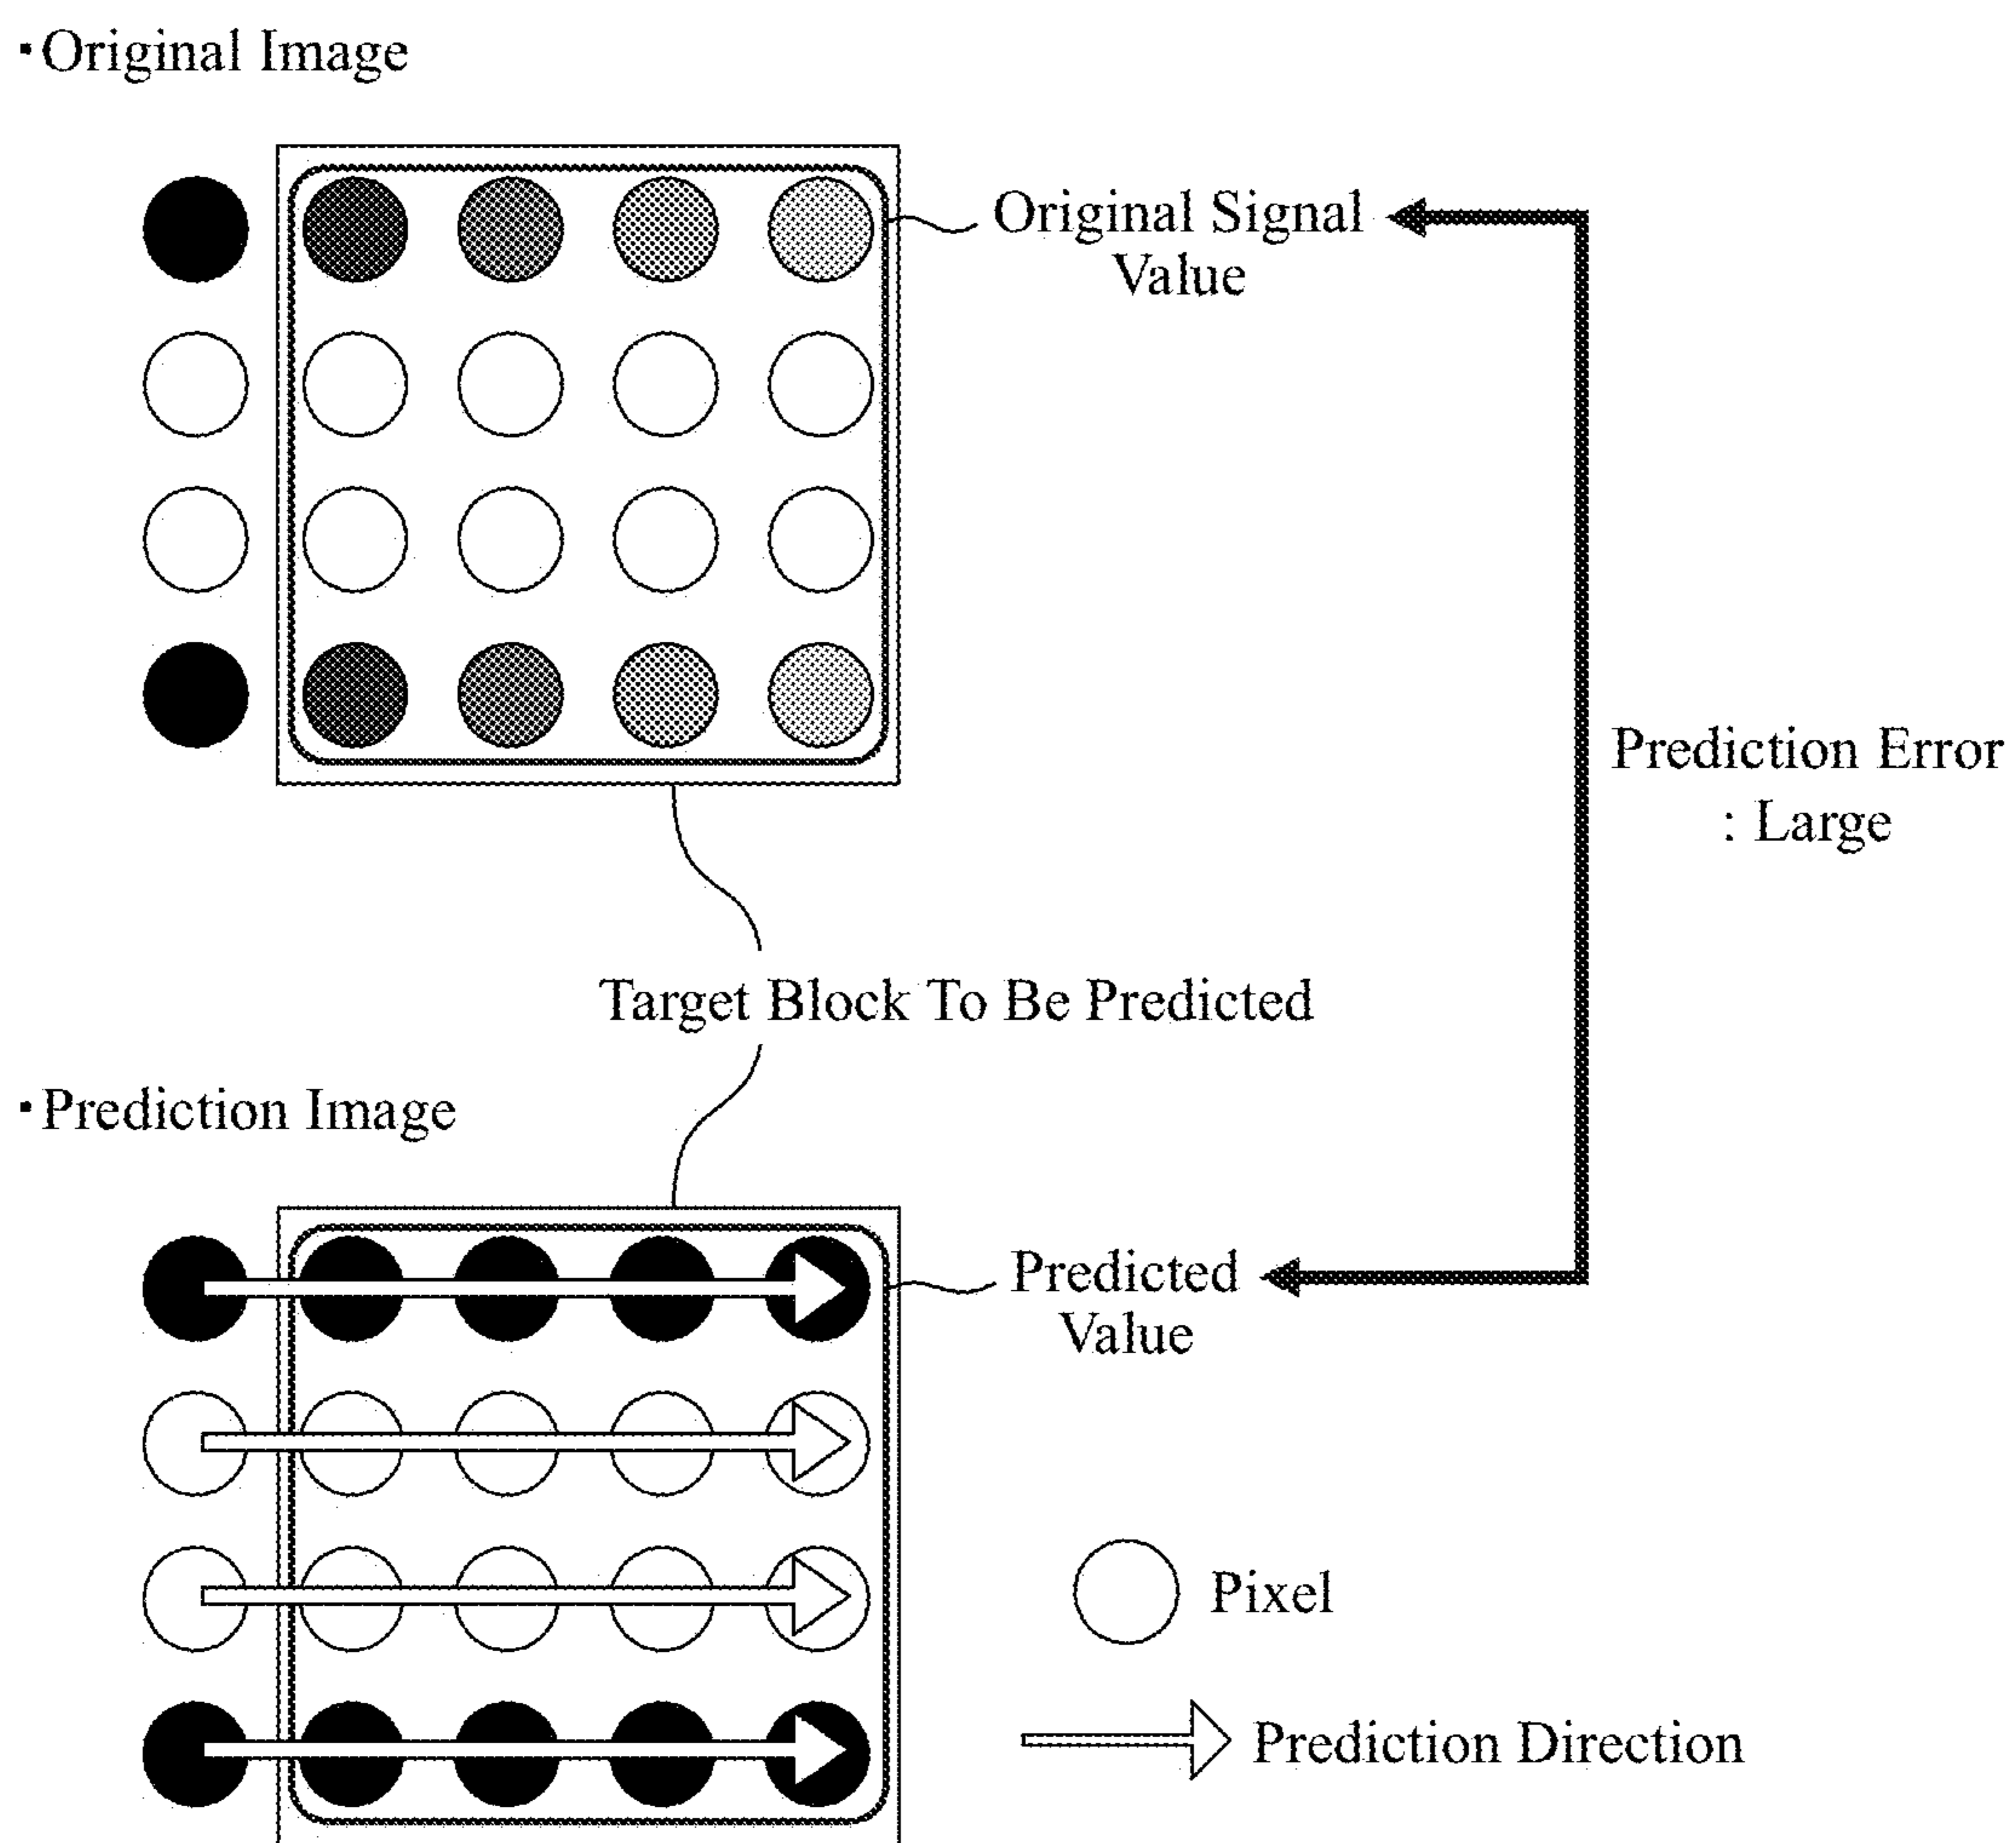 ·Original Image
Original Signal
Value
Prediction Error
: Large
Target Block To Be Predicted
·Prediction Image
Predicted
Value
Pixel
Prediction Direction